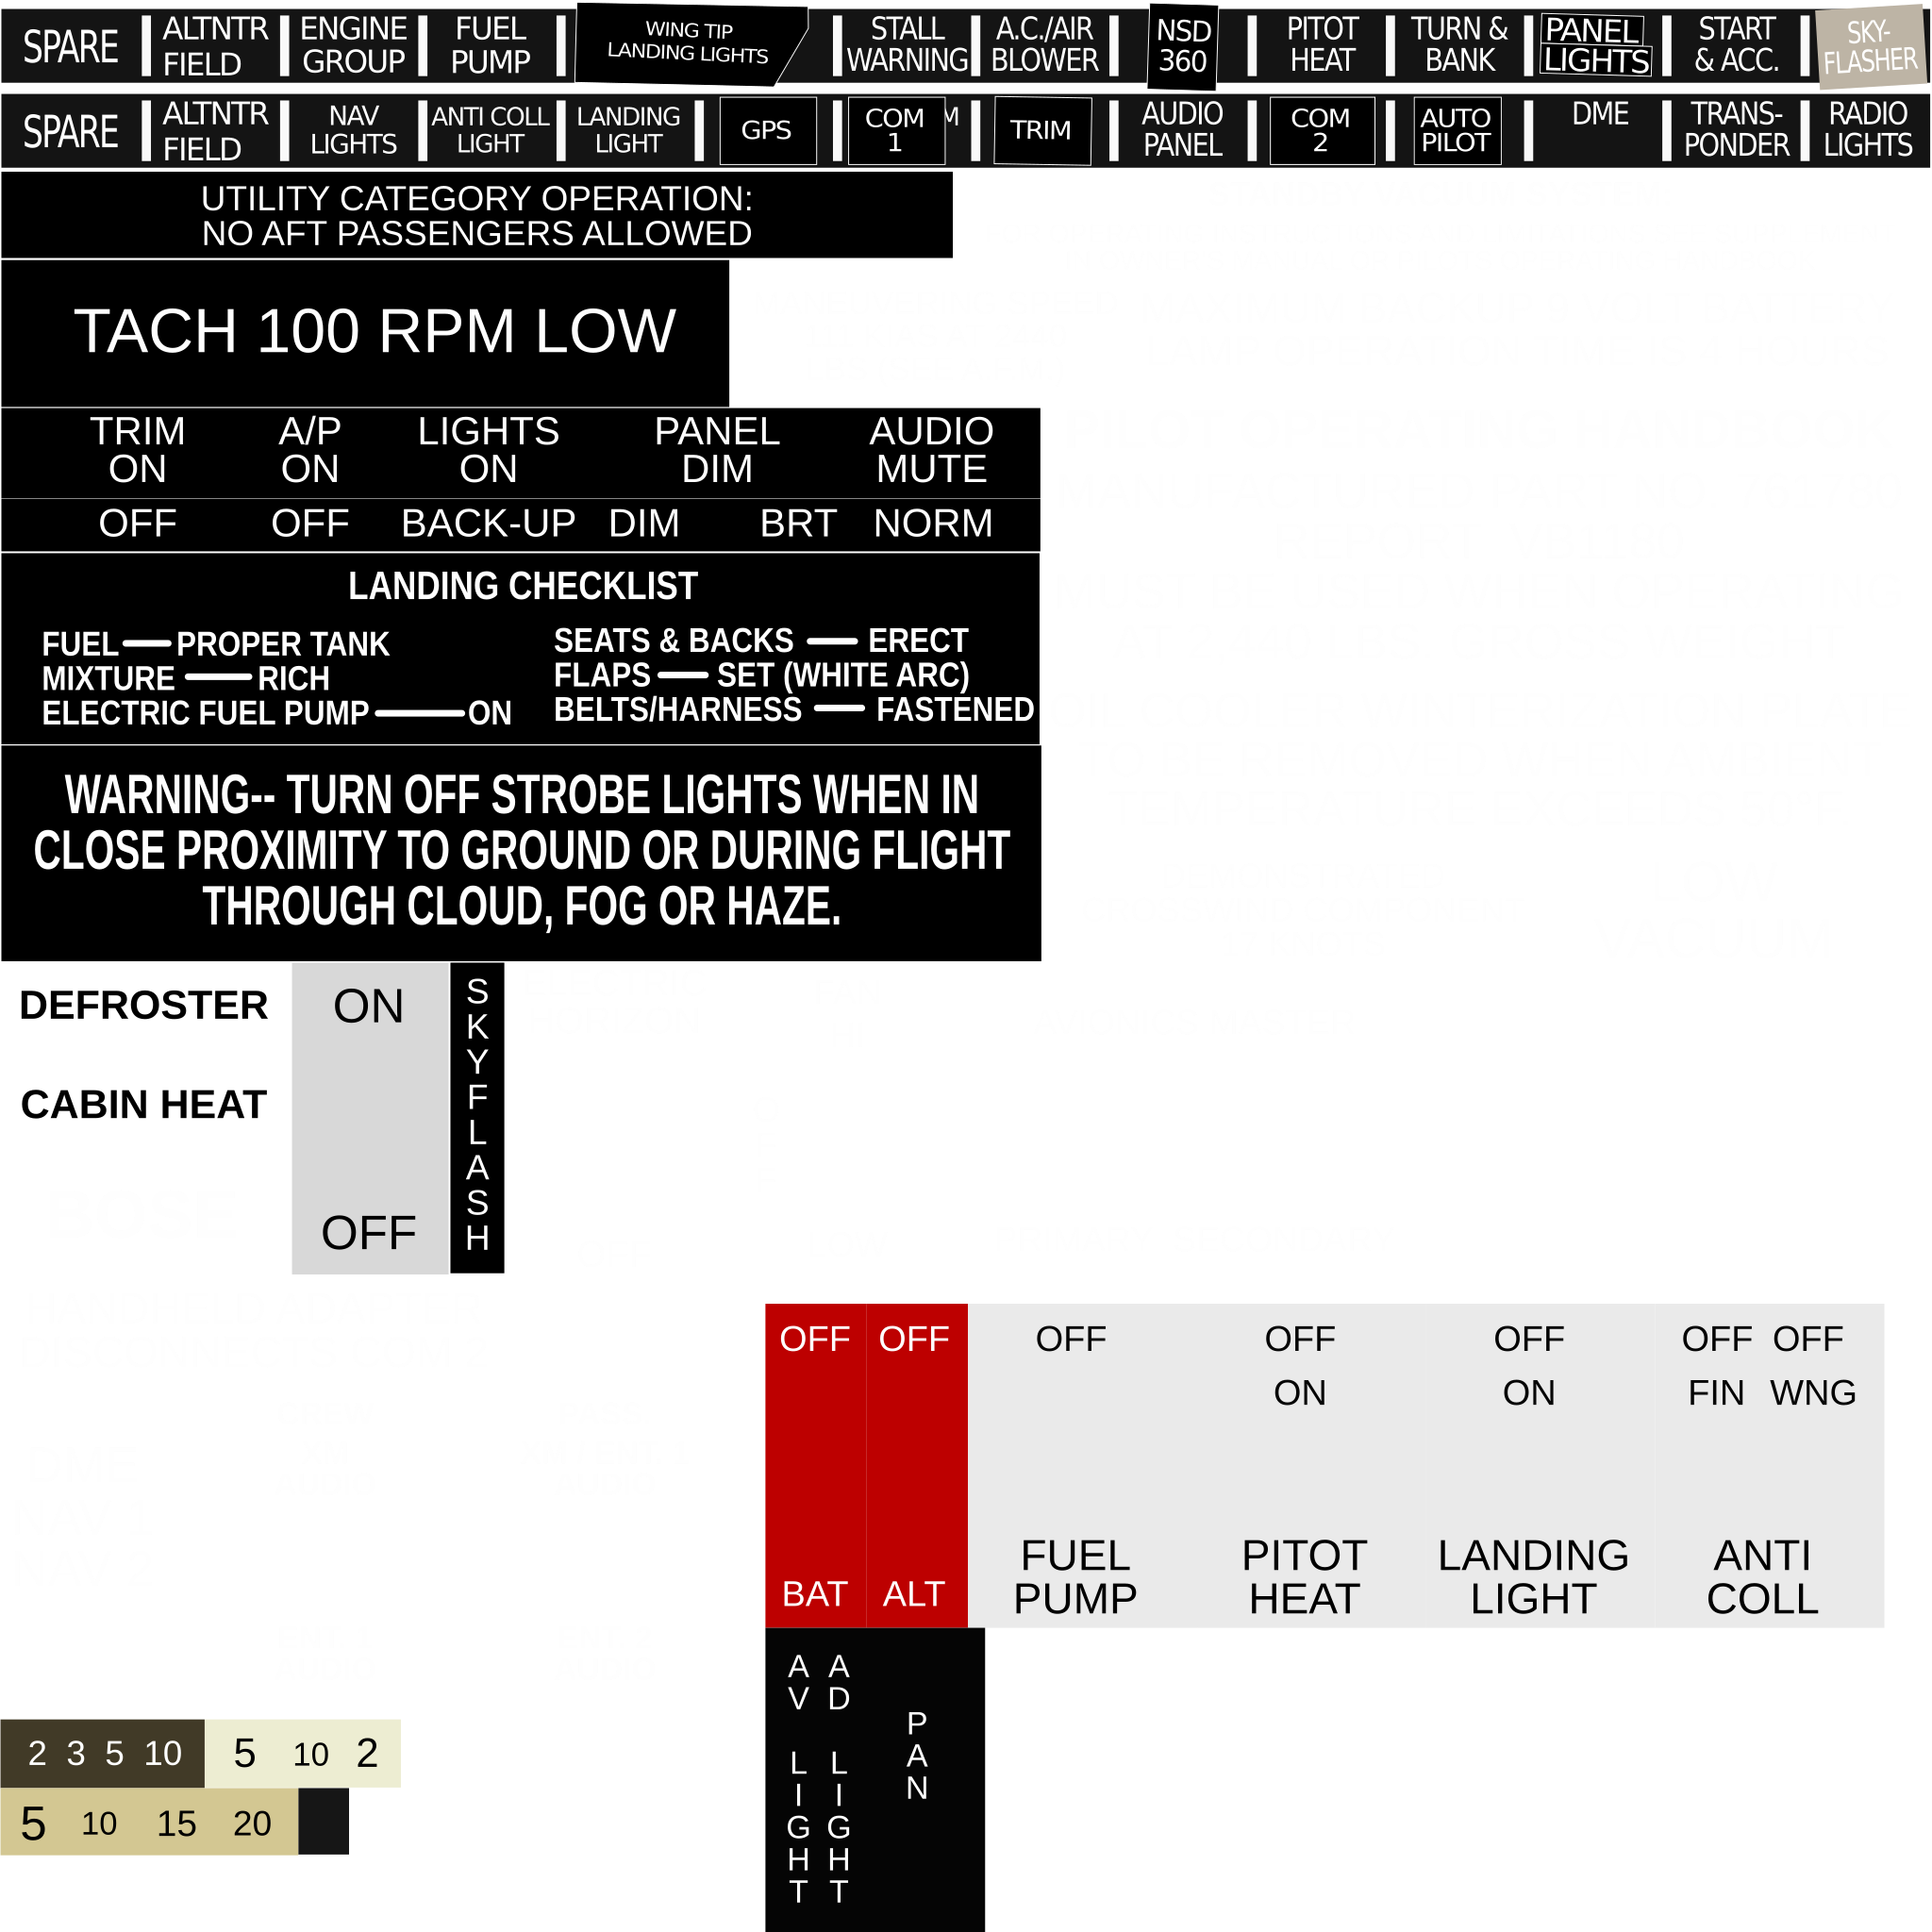 SPARE ALTNTR ENGINE FUEL WING TIP STALL A.C./AIR NSD PITOT TURN & PANEL START SKY-
FIELD GROUP PUMP LANDING LIGHTS WARNING BLOWER 360 HEAT BANK LIGHTS & ACC. FLASHER
SPARE ALTNTR NAV ANTI COLL LANDING GPS COM TRIM AUDIO COM AUTO DME TRANS- RADIO
FIELD LIGHTS LIGHT LIGHT 1 PANEL 2 PILOT PONDER LIGHTS
UTILITY CATEGORY OPERATION:
NO AFT PASSENGERS ALLOWED
TACH 100 RPM LOW
TRIM A/P LIGHTS PANEL AUDIO
ON ON ON DIM MUTE
OFF OFF BACK-UP DIM BRT NORM
LANDING CHECKLIST
FUEL — PROPER TANK
MIXTURE — RICH
ELECTRIC FUEL PUMP — ON
SEATS & BACKS — ERECT
FLAPS — SET (WHITE ARC)
BELTS/HARNESS — FASTENED
WARNING-- TURN OFF STROBE LIGHTS WHEN IN
CLOSE PROXIMITY TO GROUND OR DURING FLIGHT
THROUGH CLOUD, FOG OR HAZE.
DEFROSTER
CABIN HEAT
ON
OFF
SKYFLASH
OFF OFF OFF OFF OFF OFF OFF
ON ON FIN WNG
BAT ALT
FUEL PITOT LANDING ANTI
PUMP HEAT LIGHT COLL
AV LIGHT
AD LIGHT
PAN
2 3 5 10 5 10 2
5 10 15 20